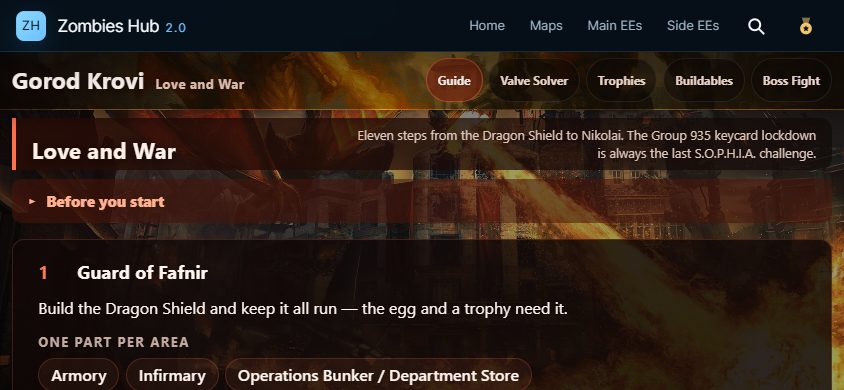 ZH Zombies Hub 2.0 Home Maps Main EEs Side EEs
Gorod Krovi Love and War Guide Valve Solver Trophies Buildables Boss Fight
Love and War
Eleven steps from the Dragon Shield to Nikolai. The Group 935 keycard lockdown
is always the last S.O.P.H.I.A. challenge.
▸ Before you start
1 Guard of Fafnir
Build the Dragon Shield and keep it all run — the egg and a trophy need it.
ONE PART PER AREA
Armory Infirmary Operations Bunker / Department Store